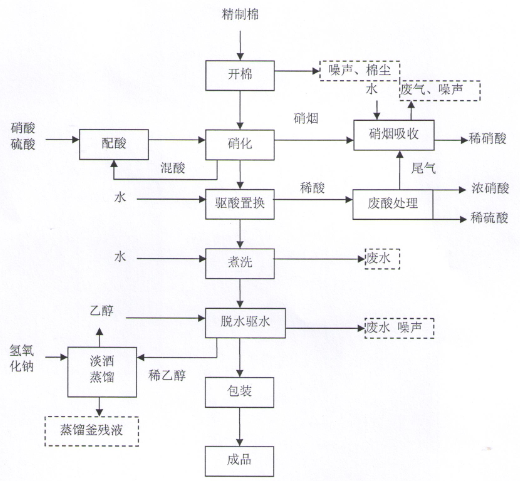 精制棉
开棉
噪声、棉尘
水
废气、噪声
硝烟
硝酸
硫酸
配酸
硝化
硝烟吸收
稀硝酸
混酸
尾气
水
驱酸置换
稀酸
废酸处理
浓硝酸
稀硫酸
水
煮洗
废水
乙醇
脱水驱水
废水 噪声
氢氧
化钠
淡酒
蒸馏
稀乙醇
包装
蒸馏釜残液
成品